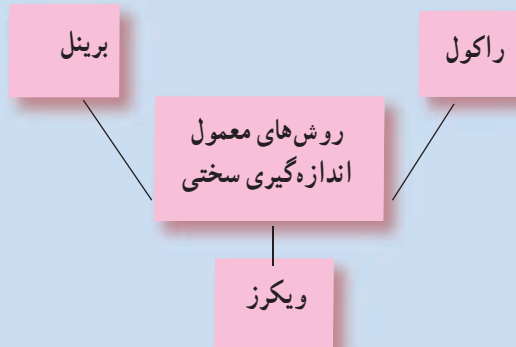 راکول
برینل
روش‌های معمول
اندازه‌گیری سختی
ویکرز